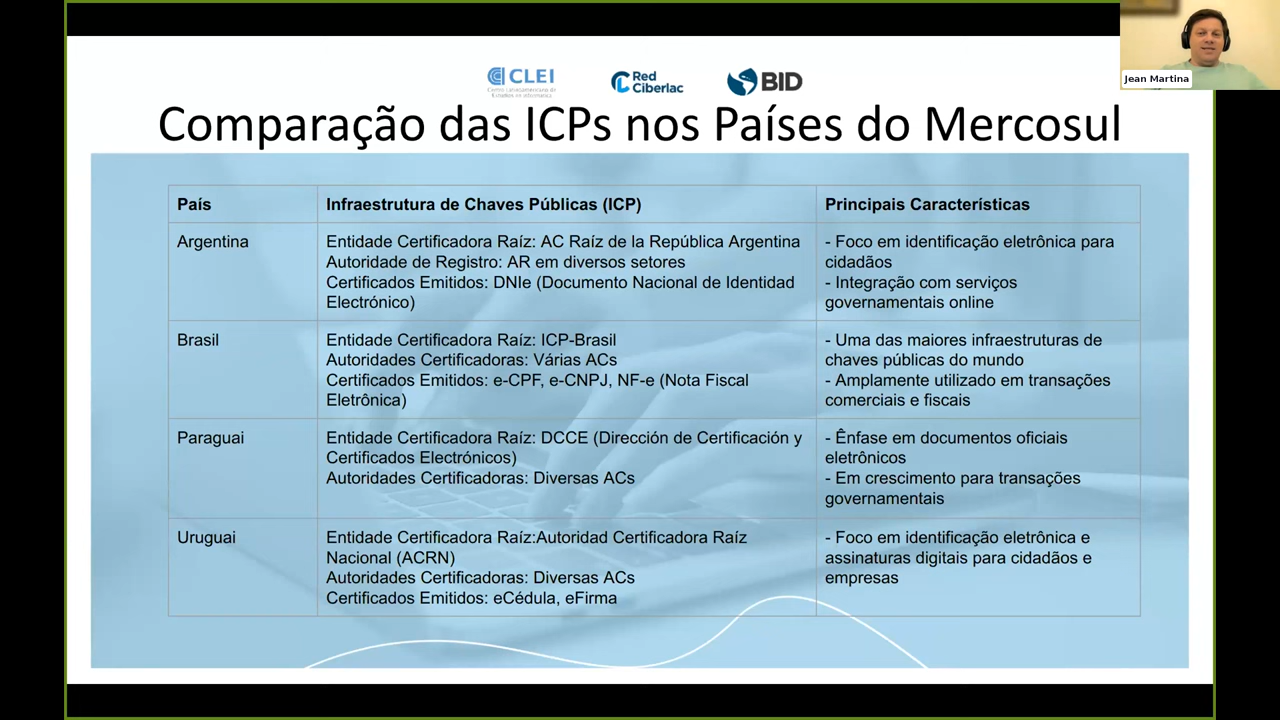 Jean Martina
CLEI
Centro Latinoamericano de
Estudios en Informática
Red
Ciberlac
BID
Comparação das ICPs nos Países do Mercosul
País
Infraestrutura de Chaves Públicas (ICP)
Principais Características
Argentina
Entidade Certificadora Raíz: AC Raíz de la República Argentina
Autoridade de Registro: AR em diversos setores
Certificados Emitidos: DNIe (Documento Nacional de Identidad
Electrónico)
- Foco em identificação eletrônica para
cidadãos
- Integração com serviços
governamentais online
Brasil
Entidade Certificadora Raíz: ICP-Brasil
Autoridades Certificadoras: Várias ACs
Certificados Emitidos: e-CPF, e-CNPJ, NF-e (Nota Fiscal
Eletrônica)
- Uma das maiores infraestruturas de
chaves públicas do mundo
- Amplamente utilizado em transações
comerciais e fiscais
Paraguai
Entidade Certificadora Raíz: DCCE (Dirección de Certificación y
Certificados Electrónicos)
Autoridades Certificadoras: Diversas ACs
- Ênfase em documentos oficiais
eletrônicos
- Em crescimento para transações
governamentais
Uruguai
Entidade Certificadora Raíz:Autoridad Certificadora Raíz
Nacional (ACRN)
Autoridades Certificadoras: Diversas ACs
Certificados Emitidos: eCédula, eFirma
- Foco em identificação eletrônica e
assinaturas digitais para cidadãos e
empresas